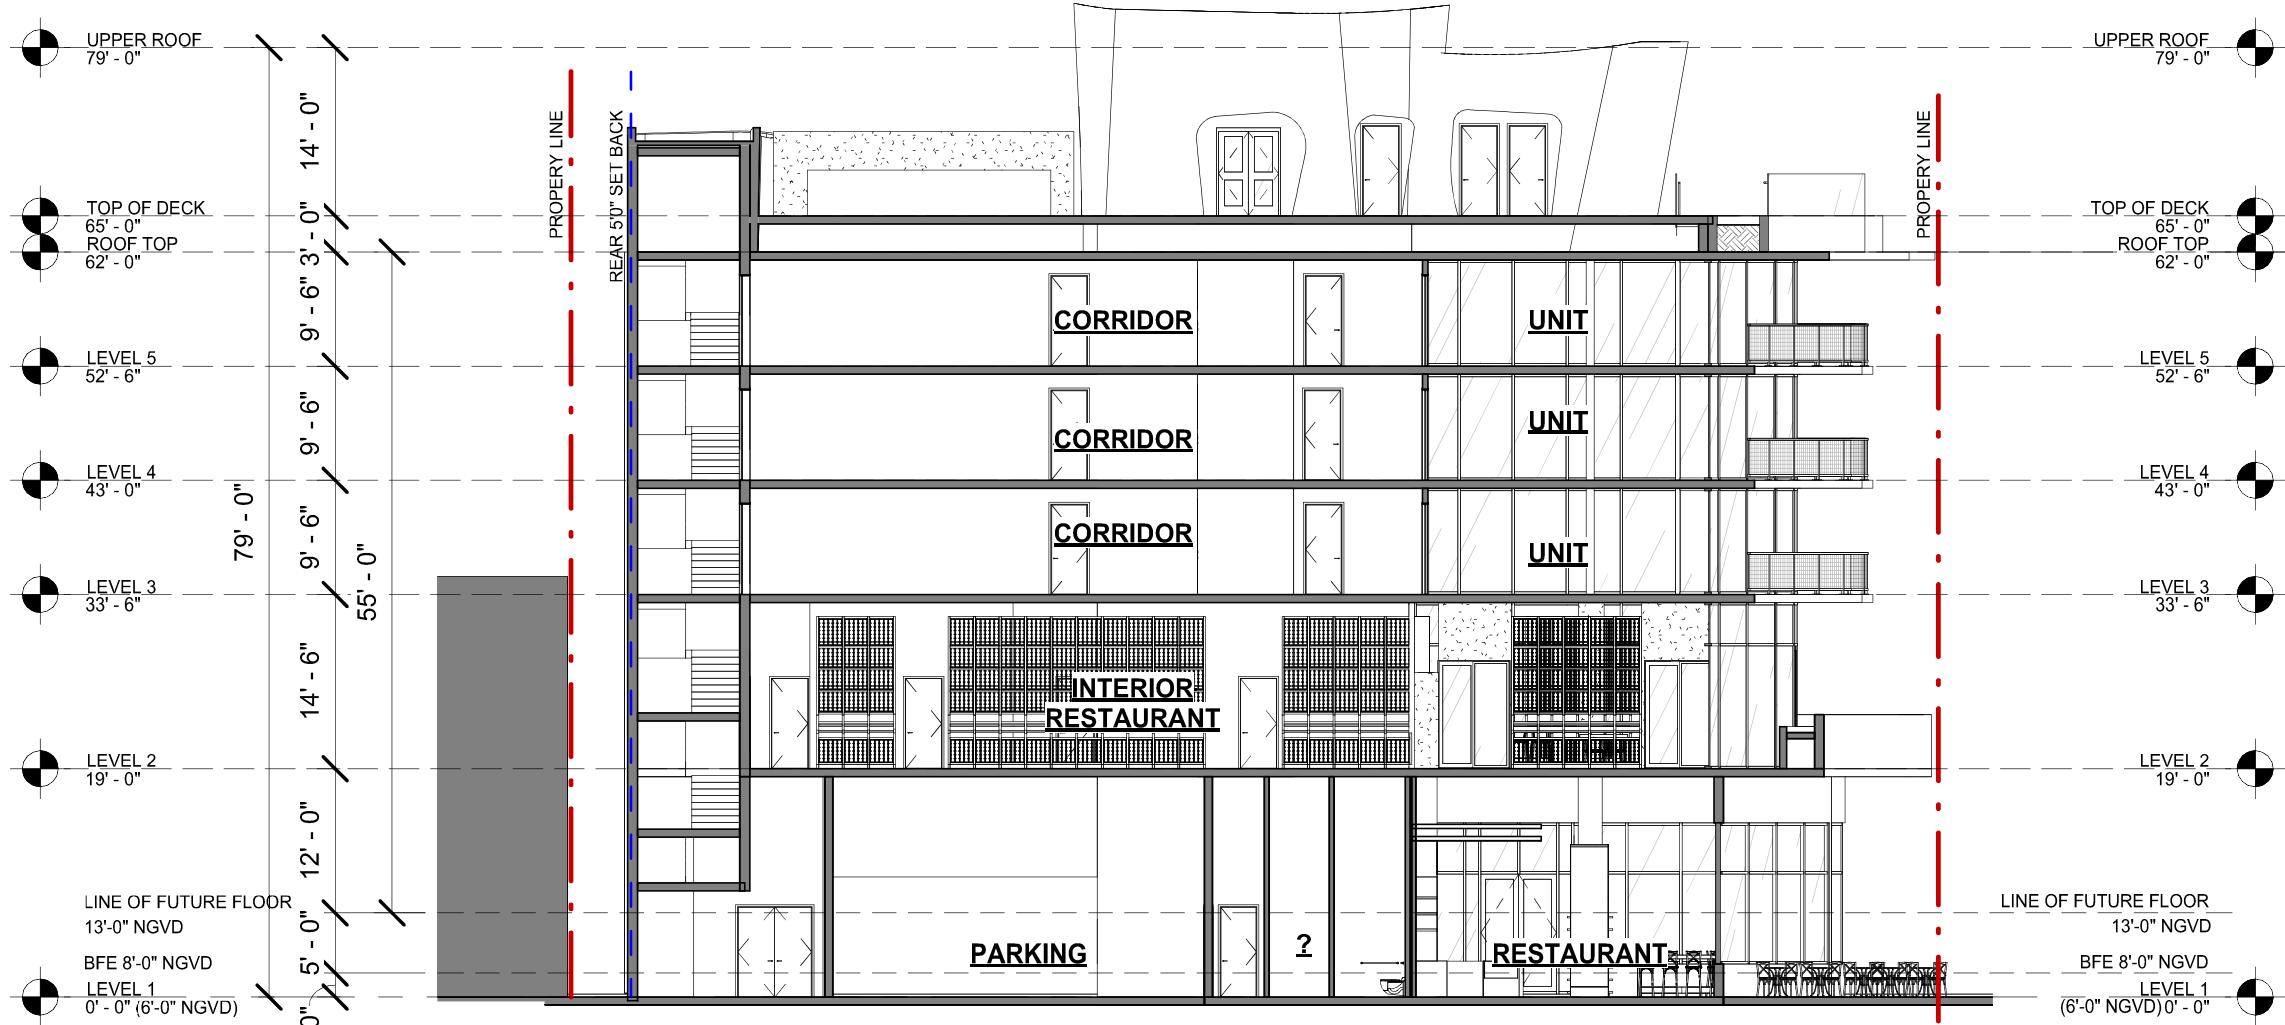 UPPER ROOF
79' - 0"
TOP OF DECK
65' - 0"
ROOF TOP
62' - 0"
LEVEL 5
52' - 6"
LEVEL 4
43' - 0"
LEVEL 3
33' - 6"
LEVEL 2
19' - 0"
LINE OF FUTURE FLOOR
13'-0" NGVD
BFE 8'-0" NGVD
LEVEL 1
0' - 0" (6'-0" NGVD)
79' - 0"
14' - 0"
3' - 0"
9' - 6"
9' - 6"
9' - 6"
14' - 6"
12' - 0"
5' - 0"
0"
55' - 0"
PROPERY LINE
REAR 5'0" SET BACK
CORRIDOR
UNIT
CORRIDOR
UNIT
CORRIDOR
UNIT
INTERIOR
RESTAURANT
PARKING
?
RESTAURANT
PROPERY LINE
UPPER ROOF
79' - 0"
TOP OF DECK
65' - 0"
ROOF TOP
62' - 0"
LEVEL 5
52' - 6"
LEVEL 4
43' - 0"
LEVEL 3
33' - 6"
LEVEL 2
19' - 0"
LINE OF FUTURE FLOOR
13'-0" NGVD
BFE 8'-0" NGVD
LEVEL 1
(6'-0" NGVD) 0' - 0"